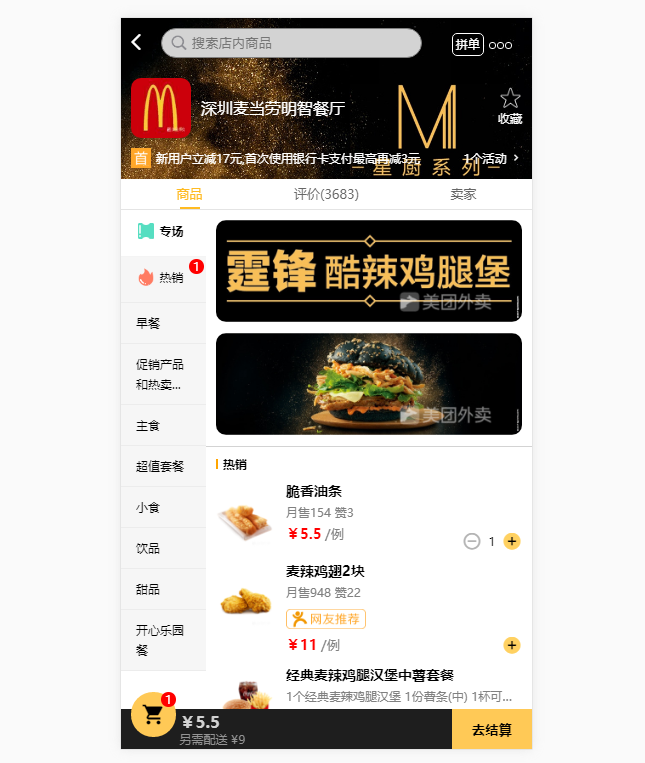 搜索店内商品
拼单
深圳麦当劳明智餐厅
收藏
首 新用户立减17元,首次使用银行卡支付最高再减3元
1个活动
星厨系列
商品 评价(3683) 卖家
专场
热销
1
早餐
促销产品
和热卖...
主食
超值套餐
小食
饮品
甜品
开心乐园
餐
霆锋 酷辣鸡腿堡
美团外卖
美团外卖
热销
脆香油条
月售154 赞3
¥5.5 /例
1
麦辣鸡翅2块
月售948 赞22
网友推荐
¥11 /例
经典麦辣鸡腿汉堡中薯套餐
1个经典麦辣鸡腿汉堡 1份薯条(中) 1杯可...
1
¥5.5
另需配送 ¥9
去结算